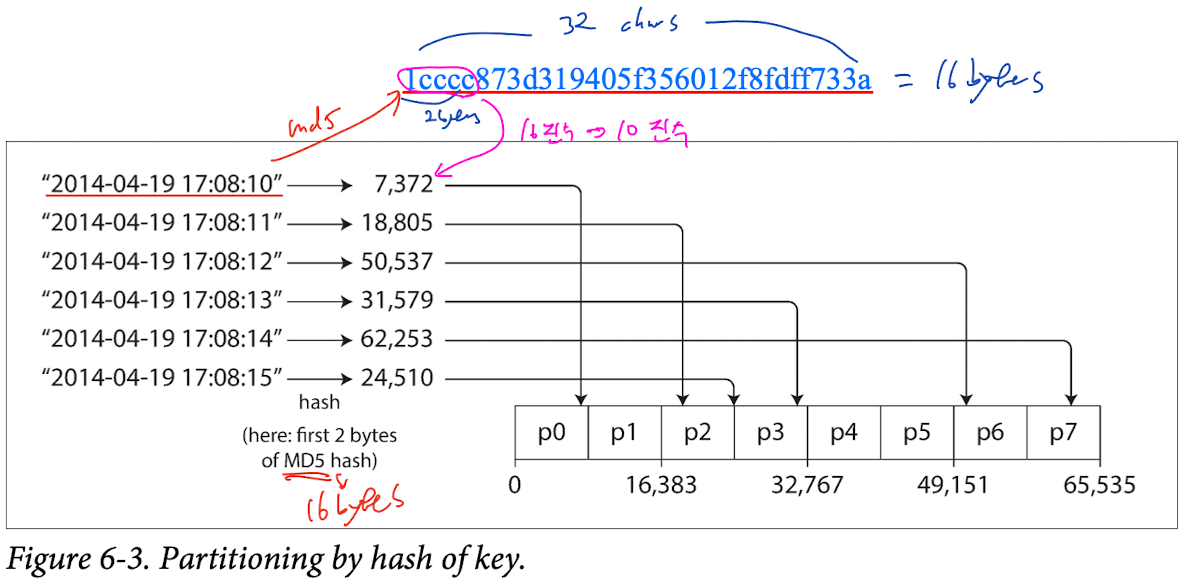 32 chars
1cccc873d319405f356012f8fdff733a = 16 bytes
2 bytes
md5
16진수 → 10진수
“2014-04-19 17:08:10” 7,372
“2014-04-19 17:08:11” 18,805
“2014-04-19 17:08:12” 50,537
“2014-04-19 17:08:13” 31,579
“2014-04-19 17:08:14” 62,253
“2014-04-19 17:08:15” 24,510
hash
(here: first 2 bytes
of MD5 hash)
16 bytes
p0 p1 p2 p3 p4 p5 p6 p7
0 16,383 32,767 49,151 65,535
Figure 6-3. Partitioning by hash of key.